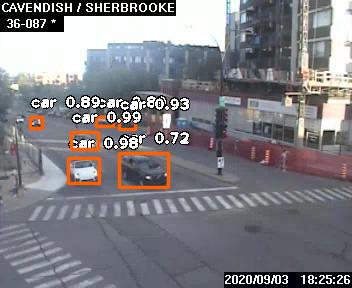 CAVENDISH / SHERBROOKE
36-087 *
car 0.89
car 0.93
car 0.99
car 0.72
car 0.98
2020/09/03 18:25:26